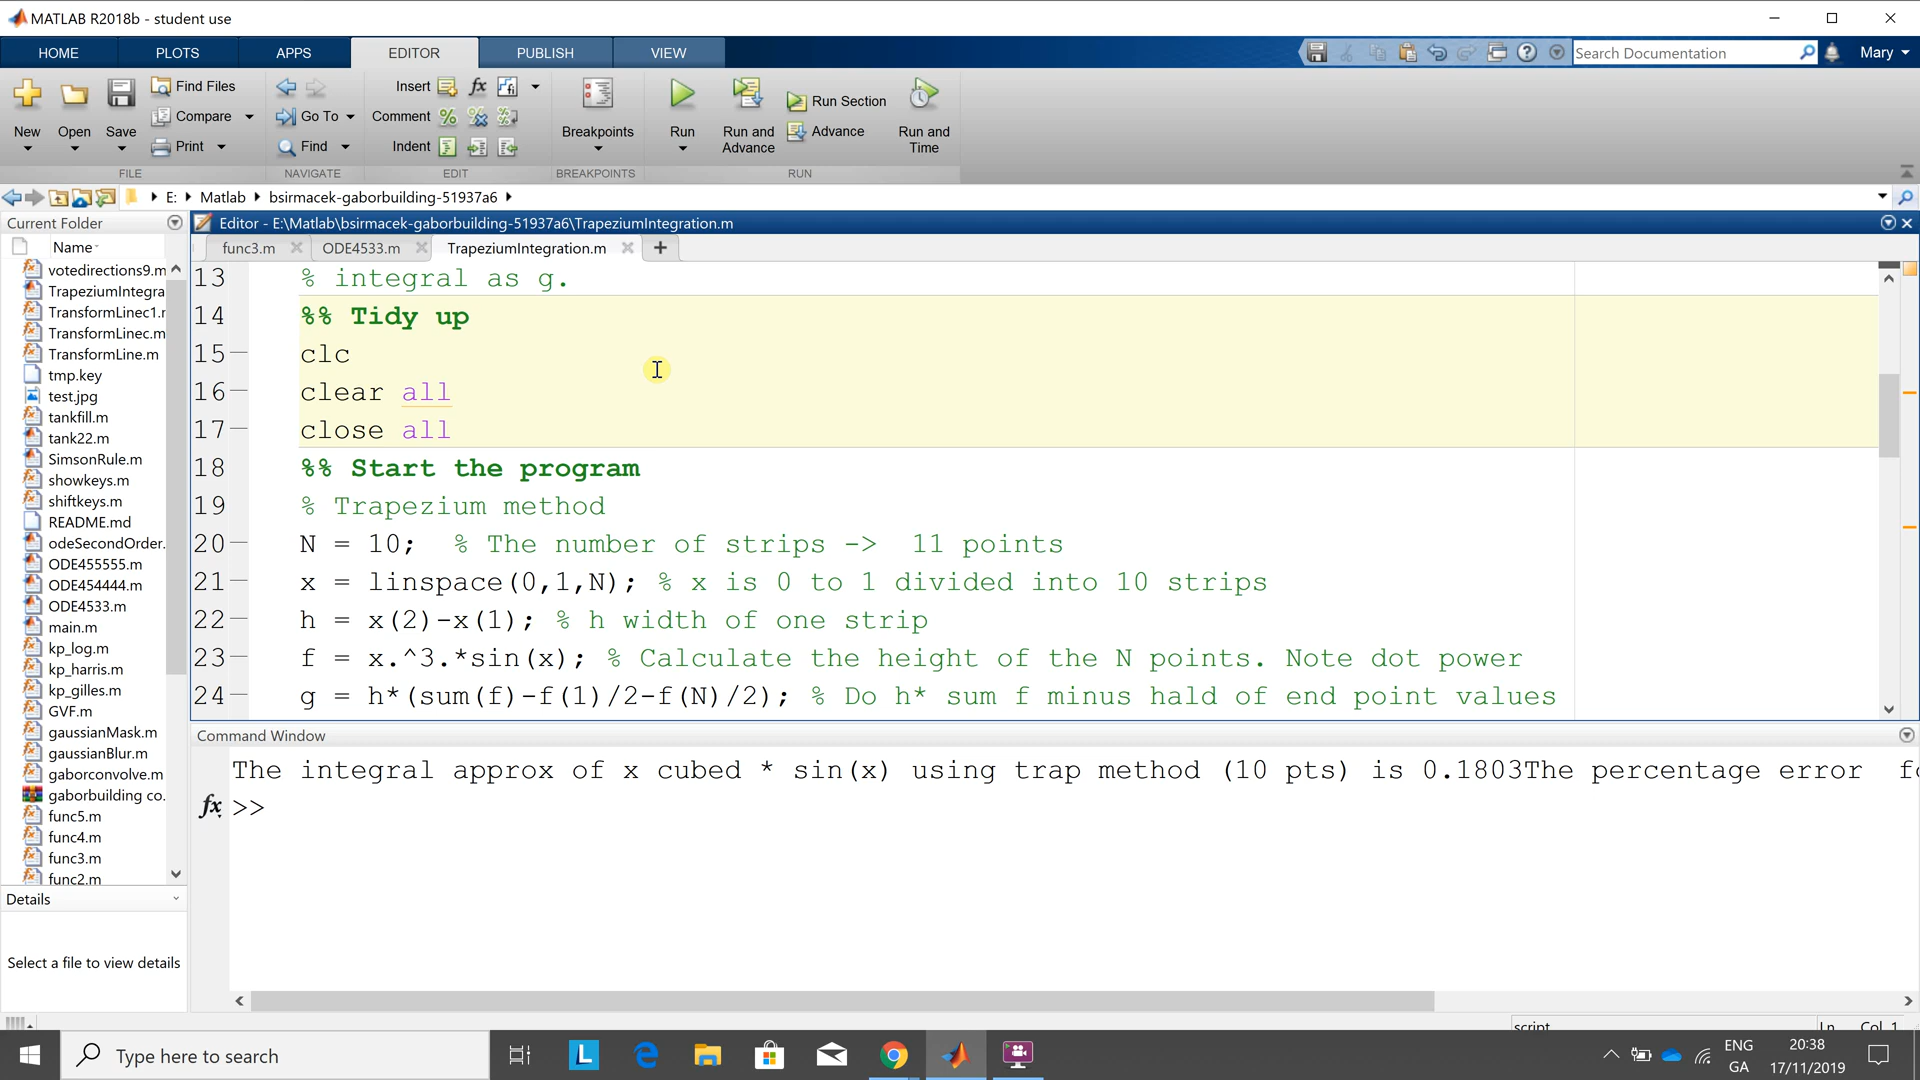 MATLAB R2018b - student use
HOME
PLOTS
APPS
EDITOR
PUBLISH
VIEW
Search Documentation
Mary
New
Open
Save
Find Files
Compare
Print
FILE
Go To
Find
NAVIGATE
Insert
Comment
Indent
EDIT
Breakpoints
BREAKPOINTS
Run
Run and Advance
Run Section
Advance
Run and Time
RUN
E: Matlab bsirmacek-gaborbuilding-51937a6
Current Folder
Name
votedirections9.m
TrapeziumIntegra
TransformLinec1.r
TransformLinec.m
TransformLine.m
tmp.key
test.jpg
tankfill.m
tank22.m
SimsonRule.m
showkeys.m
shiftkeys.m
README.md
odeSecondOrder.
ODE455555.m
ODE454444.m
ODE4533.m
main.m
kp_log.m
kp_harris.m
kp_gilles.m
GVF.m
gaussianMask.m
gaussianBlur.m
gaborconvolve.m
gaborbuilding co.
func5.m
func4.m
func3.m
func2.m
Details
Select a file to view details
Editor - E:\Matlab\bsirmacek-gaborbuilding-51937a6\TrapeziumIntegration.m
func3.m
ODE4533.m
TrapeziumIntegration.m
13 % integral as g.
14 %% Tidy up
15 clc
16 clear all
17 close all
18 %% Start the program
19 % Trapezium method
20 N = 10; % The number of strips -> 11 points
21 x = linspace(0,1,N); % x is 0 to 1 divided into 10 strips
22 h = x(2)-x(1); % h width of one strip
23 f = x.^3.*sin(x); % Calculate the height of the N points. Note dot power
24 g = h*(sum(f)-f(1)/2-f(N)/2); % Do h* sum f minus hald of end point values
Command Window
The integral approx of x cubed * sin(x) using trap method (10 pts) is 0.1803The percentage error fo
fx >>
script
Ln
Col 1
Type here to search
ENG
GA
20:38
17/11/2019